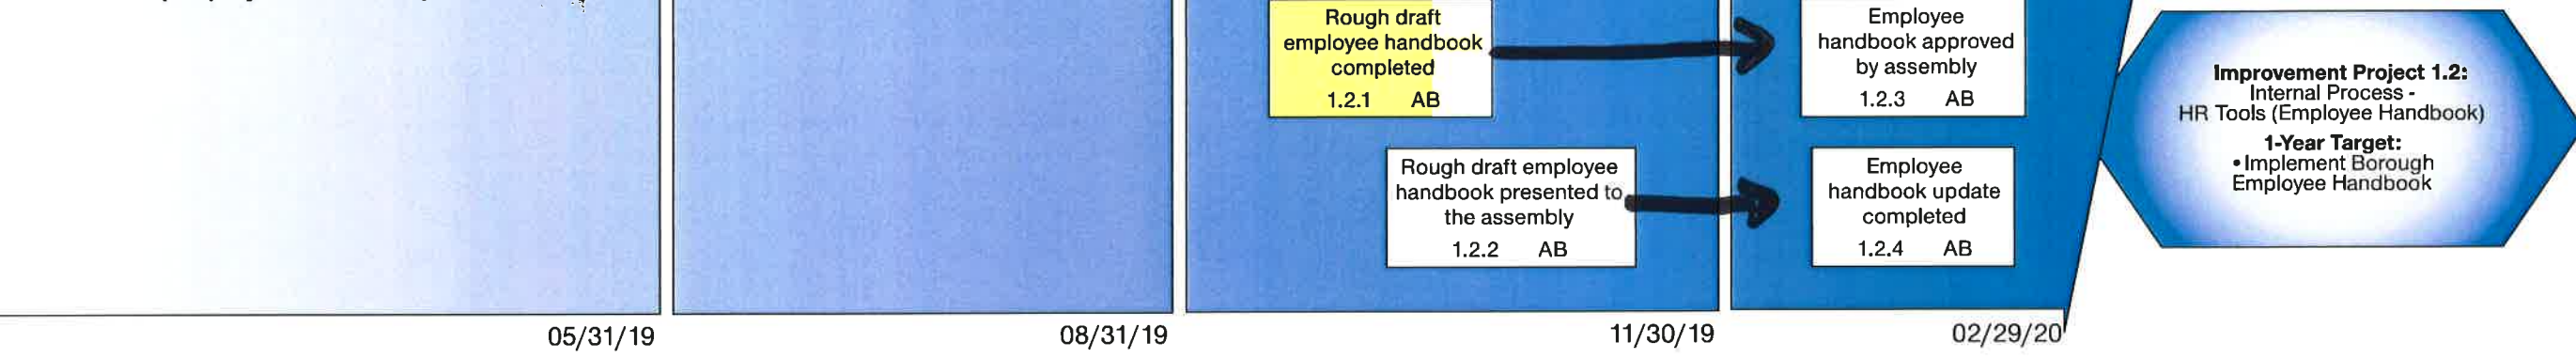 Rough draft
employee handbook
completed
1.2.1 AB
Employee
handbook approved
by assembly
1.2.3 AB
Rough draft employee
handbook presented to
the assembly
1.2.2 AB
Employee
handbook update
completed
1.2.4 AB
Improvement Project 1.2:
Internal Process -
HR Tools (Employee Handbook)
1-Year Target:
• Implement Borough
Employee Handbook
05/31/19
08/31/19
11/30/19
02/29/20